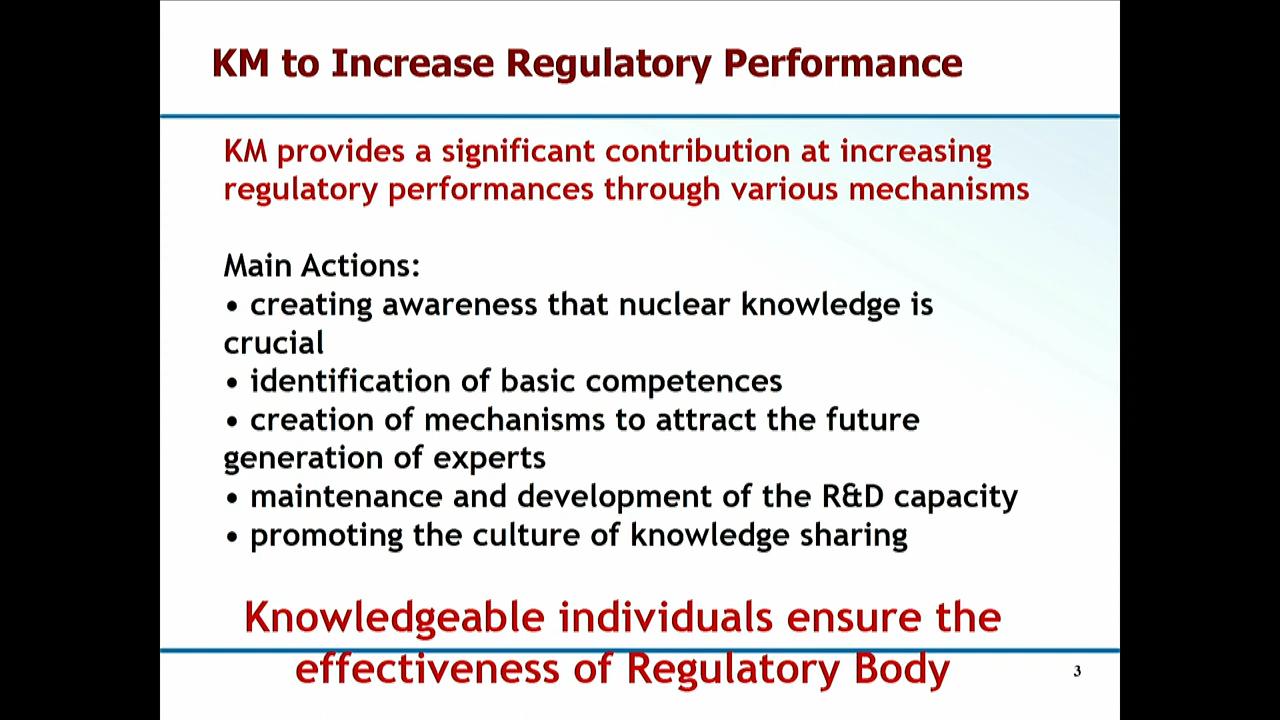 KM to Increase Regulatory Performance
KM provides a significant contribution at increasing
regulatory performances through various mechanisms
Main Actions:
• creating awareness that nuclear knowledge is
crucial
• identification of basic competences
• creation of mechanisms to attract the future
generation of experts
• maintenance and development of the R&D capacity
• promoting the culture of knowledge sharing
Knowledgeable individuals ensure the
effectiveness of Regulatory Body
3